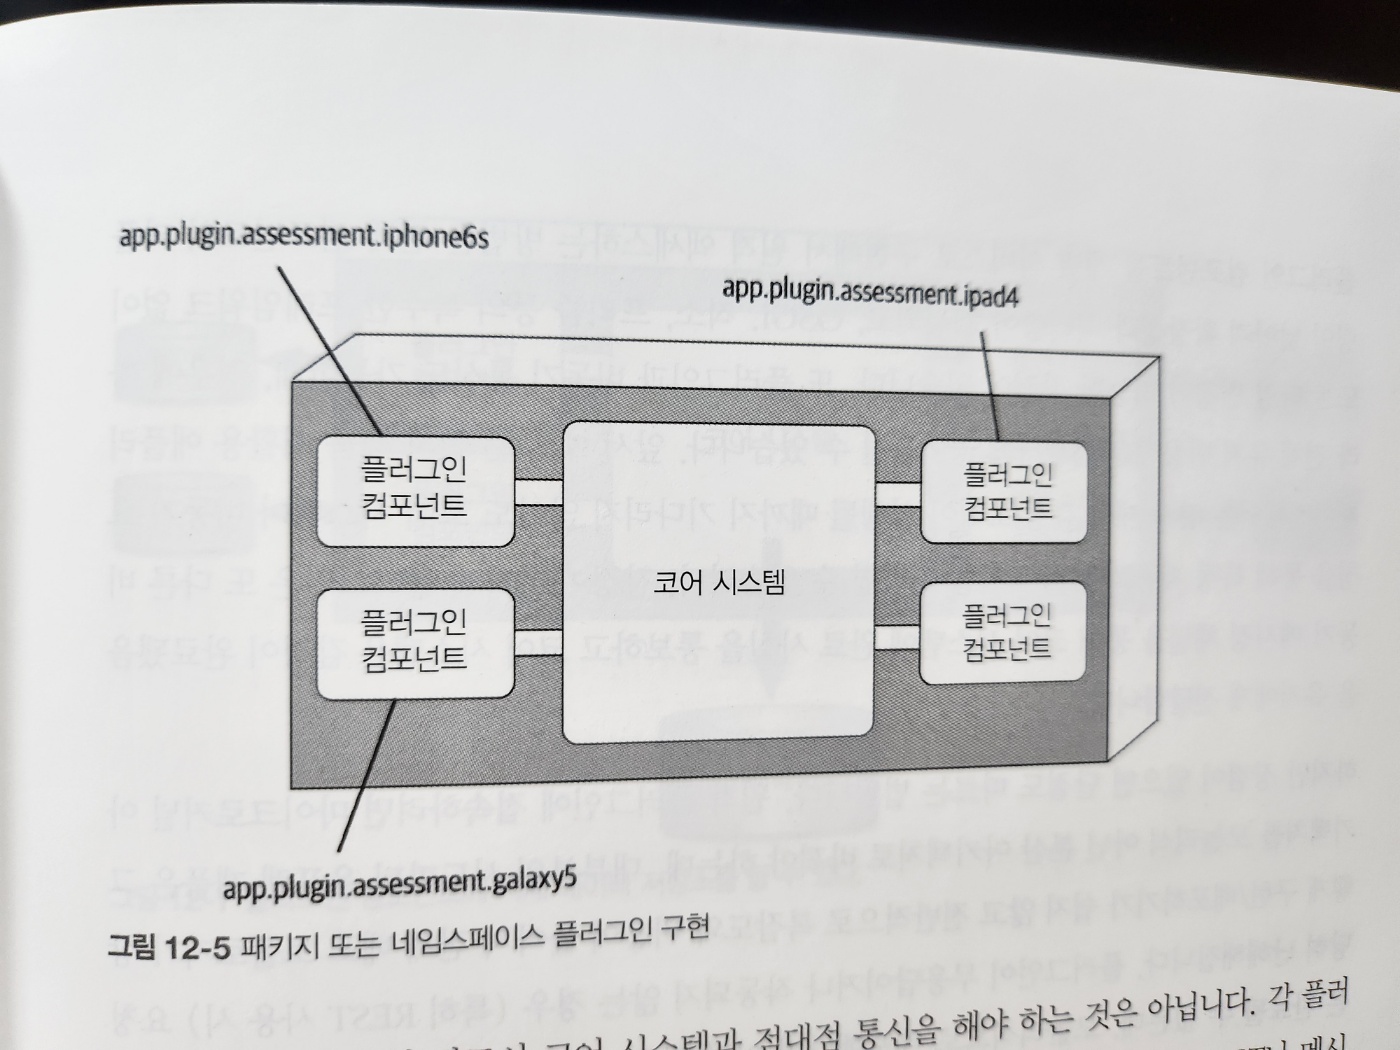 app.plugin.assessment.iphone6s
app.plugin.assessment.ipad4
플러그인
컴포넌트
플러그인
컴포넌트
코어 시스템
플러그인
컴포넌트
플러그인
컴포넌트
app.plugin.assessment.galaxy5
그림 12-5 패키지 또는 네임스페이스 플러그인 구현
코어 시스템과 점대점 통신을 해야 하는 것은 아닙니다. 각 플러